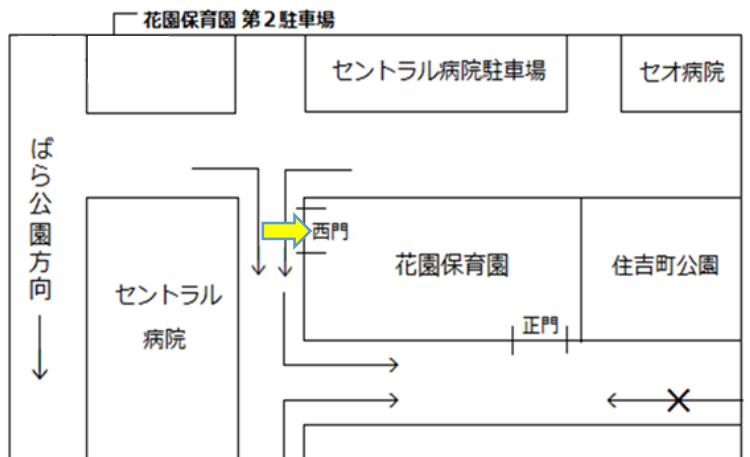 花園保育園 第2駐車場
セントラル病院駐車場
セオ病院
ばら公園方向
西門
花園保育園
住吉町公園
セントラル
病院
正門